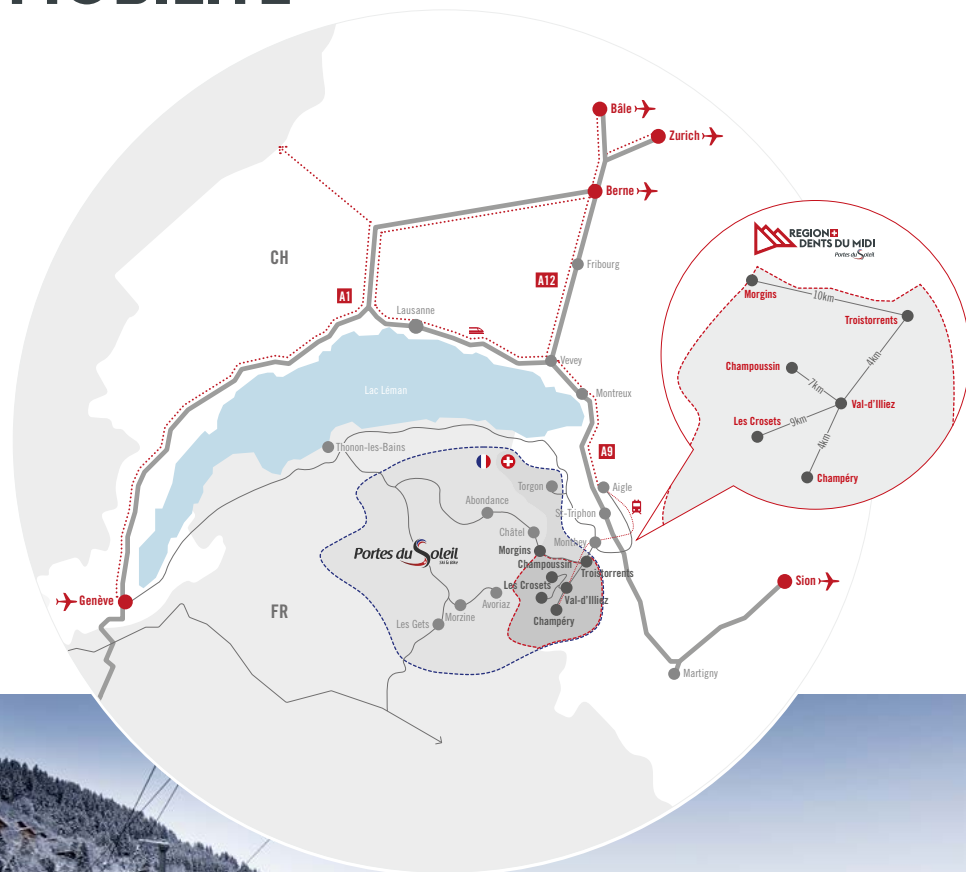 MOBILITÉ
Bâle
Zurich
Berne
CH
A12
Fribourg
A1
Lausanne
Vevey
Lac Léman
Montreux
A9
Thonon-les-Bains
Torgon
Aigle
Abondance
St-Triphon
Châtel
Monthey
Morgins
Portes du Soleil
Champoussin
Troistorrents
Les Crosets
Val-d'Illiez
Avoriaz
Morzine
Les Gets
Champéry
Genève
FR
Sion
Martigny
REGION
DENTS DU MIDI
Portes du Soleil
Morgins
10km
Troistorrents
4km
Champoussin
7km
Val-d'Illiez
Les Crosets
9km
4km
Champéry